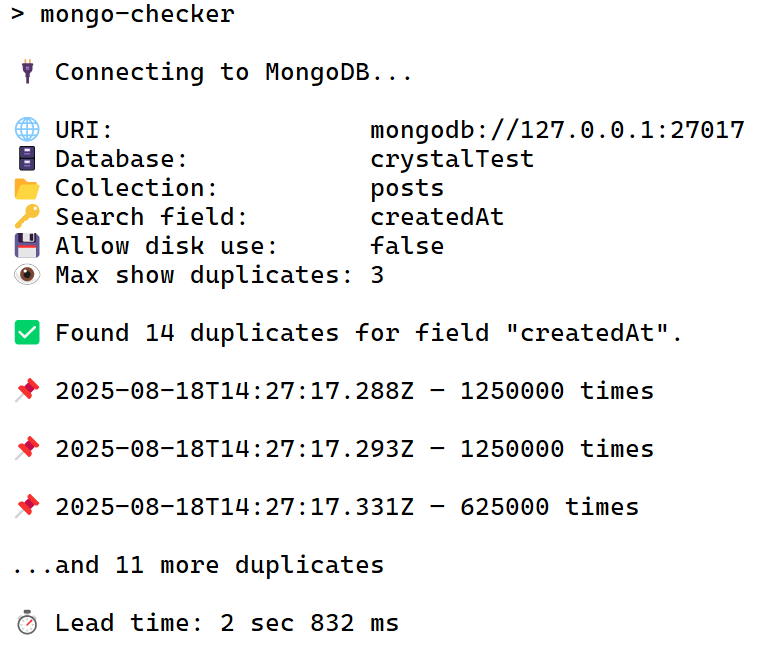 > mongo-checker
🔌 Connecting to MongoDB...
🌐 URI: mongodb://127.0.0.1:27017
🗄️ Database: crystalTest
📂 Collection: posts
🔑 Search field: createdAt
💾 Allow disk use: false
👁️ Max show duplicates: 3
✅ Found 14 duplicates for field "createdAt".
📌 2025-08-18T14:27:17.288Z — 1250000 times
📌 2025-08-18T14:27:17.293Z — 1250000 times
📌 2025-08-18T14:27:17.331Z — 625000 times
...and 11 more duplicates
⏱️ Lead time: 2 sec 832 ms